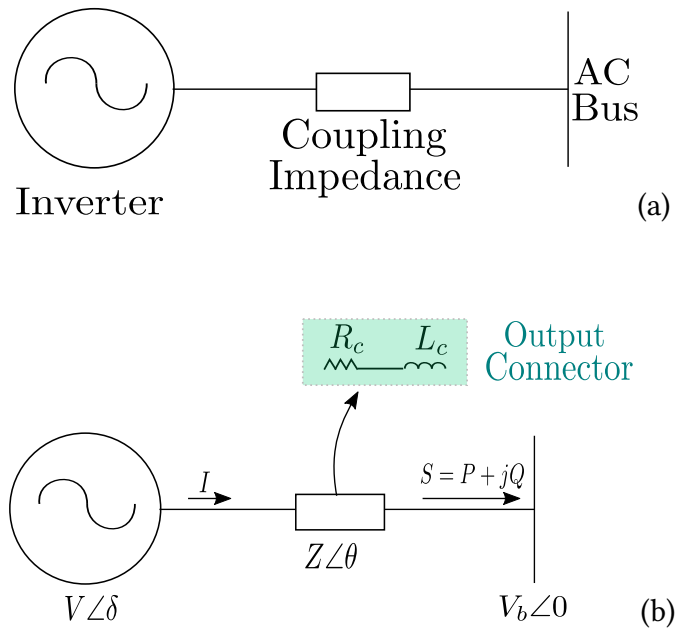 Inverter
Coupling
Impedance
AC
Bus
(a)
R_c L_c
Output
Connector
I
S = P + jQ
Z∠θ
V∠δ
V_b∠0
(b)